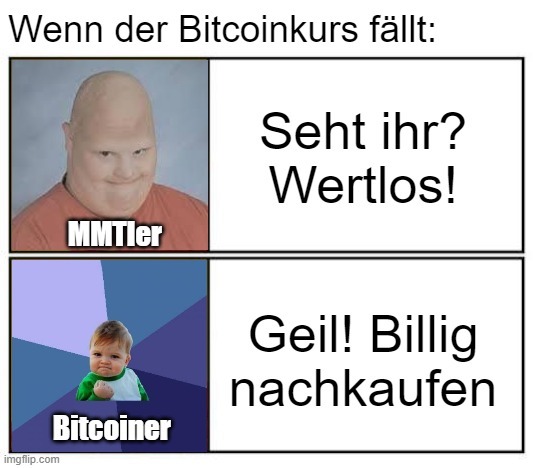 Wenn der Bitcoinkurs fällt:
Seht ihr?
Wertlos!
MMTler
Geil! Billig
nachkaufen
Bitcoiner
imgflip.com